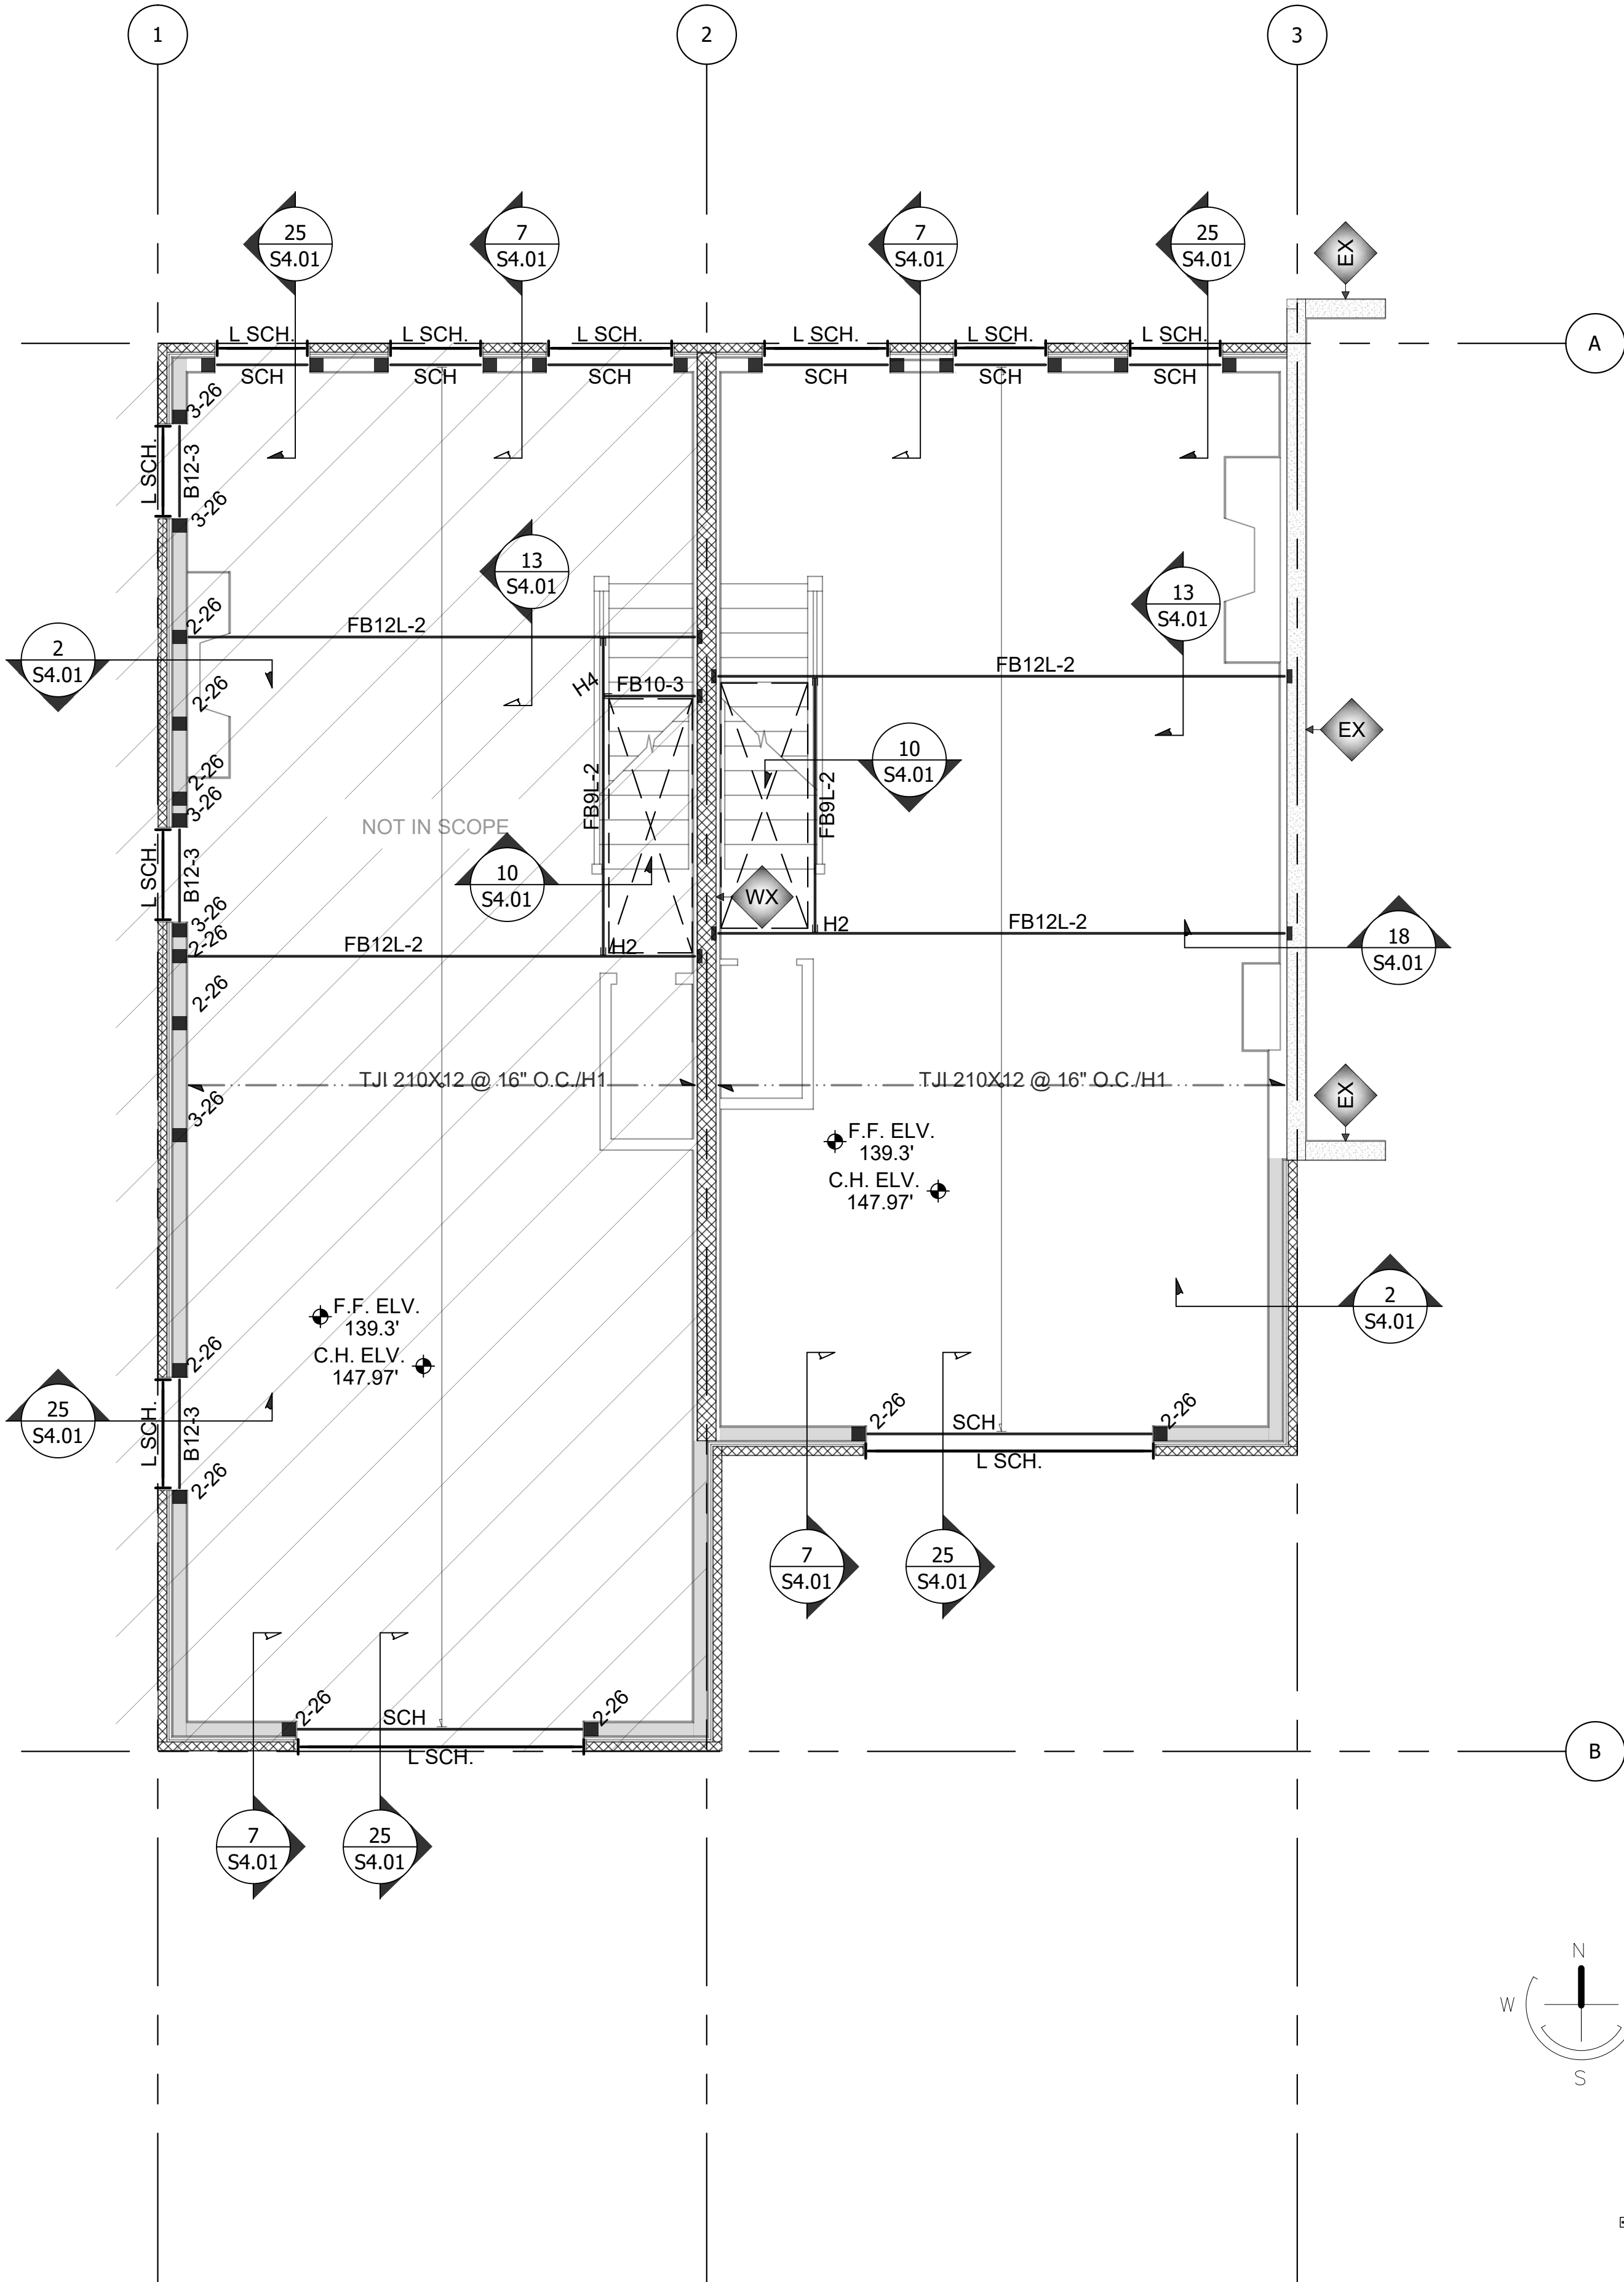 1
2
3
25
S4.01
7
S4.01
7
S4.01
25
S4.01
EX
L SCH.
L SCH.
L SCH.
L SCH.
L SCH.
L SCH.
A
SCH
SCH
SCH
SCH
SCH
SCH
3-26
L SCH.
B12-3
3-26
13
S4.01
13
S4.01
2-26
FB12L-2
2
S4.01
FB12L-2
H4
FB10-3
2-26
EX
10
S4.01
2-26
3-26
FB9L-2
FB9L-2
NOT IN SCOPE
L SCH.
B12-3
10
S4.01
WX
3-26
2-26
FB12L-2
H2
H2
FB12L-2
18
S4.01
2-26
TJI 210X12 @ 16" O.C./H1
TJI 210X12 @ 16" O.C./H1
EX
3-26
F.F. ELV.
139.3'
C.H. ELV.
147.97'
F.F. ELV.
139.3'
C.H. ELV.
147.97'
2
S4.01
2-26
25
S4.01
L SCH.
B12-3
2-26
2-26
SCH
2-26
L SCH.
7
S4.01
25
S4.01
2-26
SCH
2-26
L SCH.
B
7
S4.01
25
S4.01
N
W
S